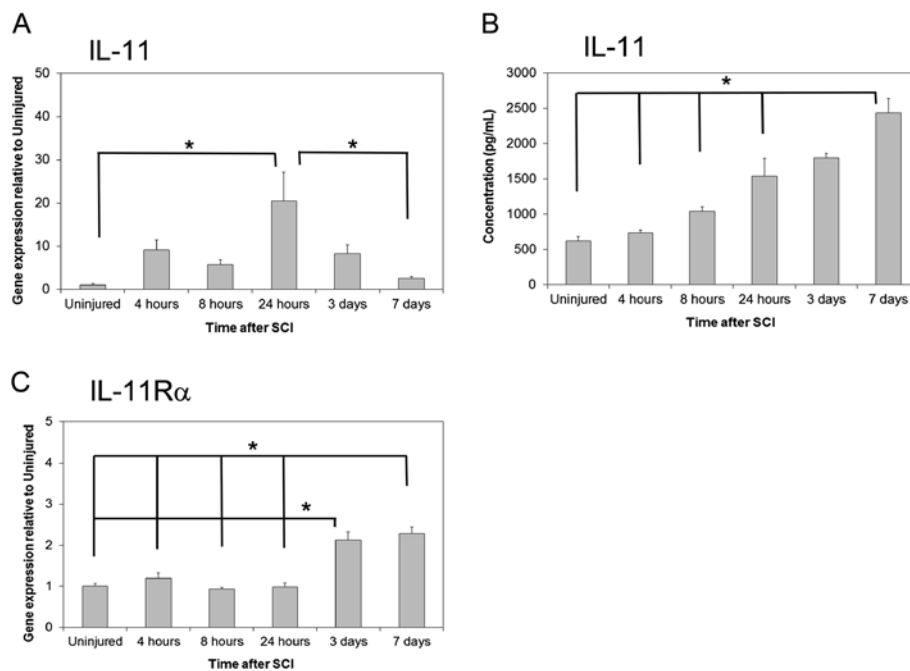 A
IL-11
Gene expression relative to Uninjured
50
40
30
20
10
0
*
*
Uninjured 4 hours 8 hours 24 hours 3 days 7 days
Time after SCI
B
IL-11
Concentration (pg/mL)
3000
2500
2000
1500
1000
500
0
*
Uninjured 4 hours 8 hours 24 hours 3 days 7 days
Time after SCI
C
IL-11Rα
Gene expression relative to Uninjured
5
4
3
2
1
0
*
*
Uninjured 4 hours 8 hours 24 hours 3 days 7 days
Time after SCI